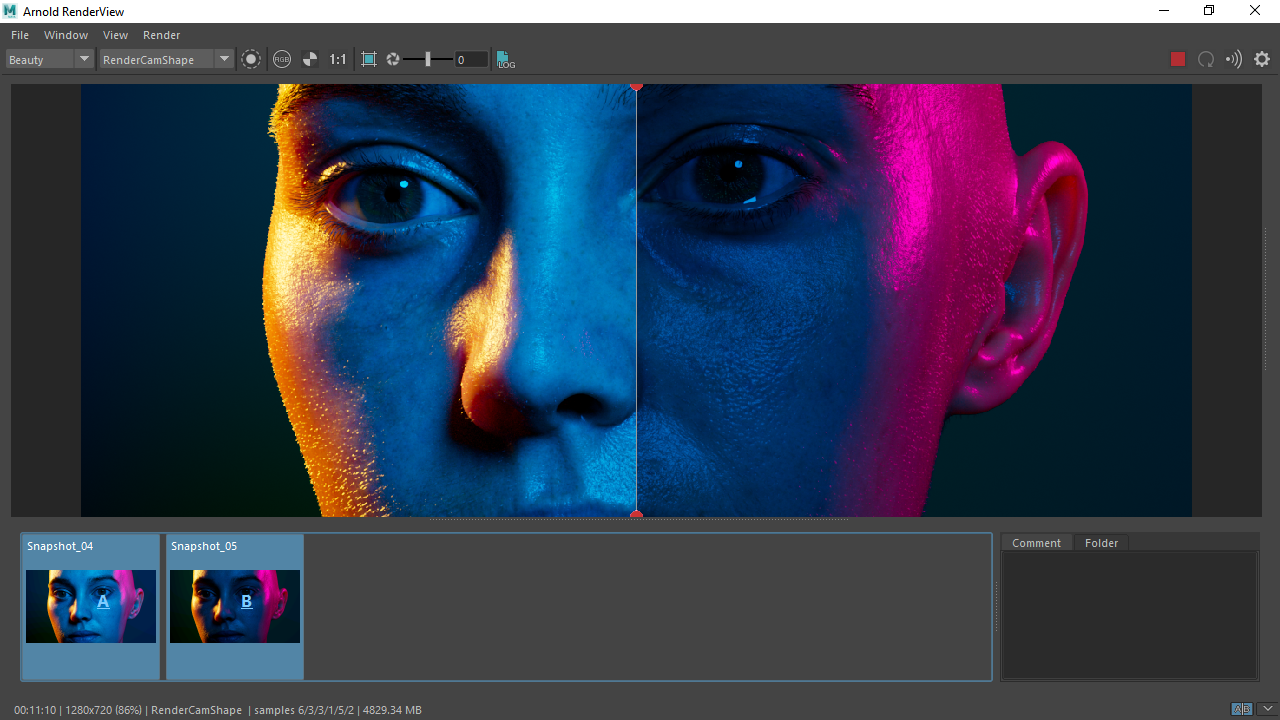 Arnold RenderView
File Window View Render
Beauty RenderCamShape RGB 1:1 0 LOG
Snapshot_04 Snapshot_05 Comment Folder
A B
00:11:10 | 1280x720 (86%) | RenderCamShape | samples 6/3/3/1/5/2 | 4829.34 MB AB